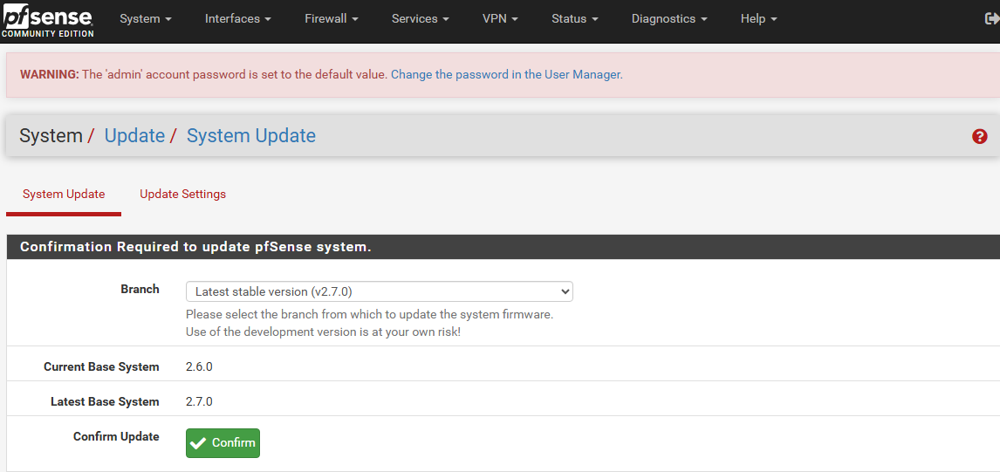 pfsense
COMMUNITY EDITION
System Interfaces Firewall Services VPN Status Diagnostics Help
WARNING: The 'admin' account password is set to the default value. Change the password in the User Manager.
System / Update / System Update ?
System Update Update Settings
Confirmation Required to update pfSense system.
Branch Latest stable version (v2.7.0)
Please select the branch from which to update the system firmware.
Use of the development version is at your own risk!
Current Base System 2.6.0
Latest Base System 2.7.0
Confirm Update Confirm